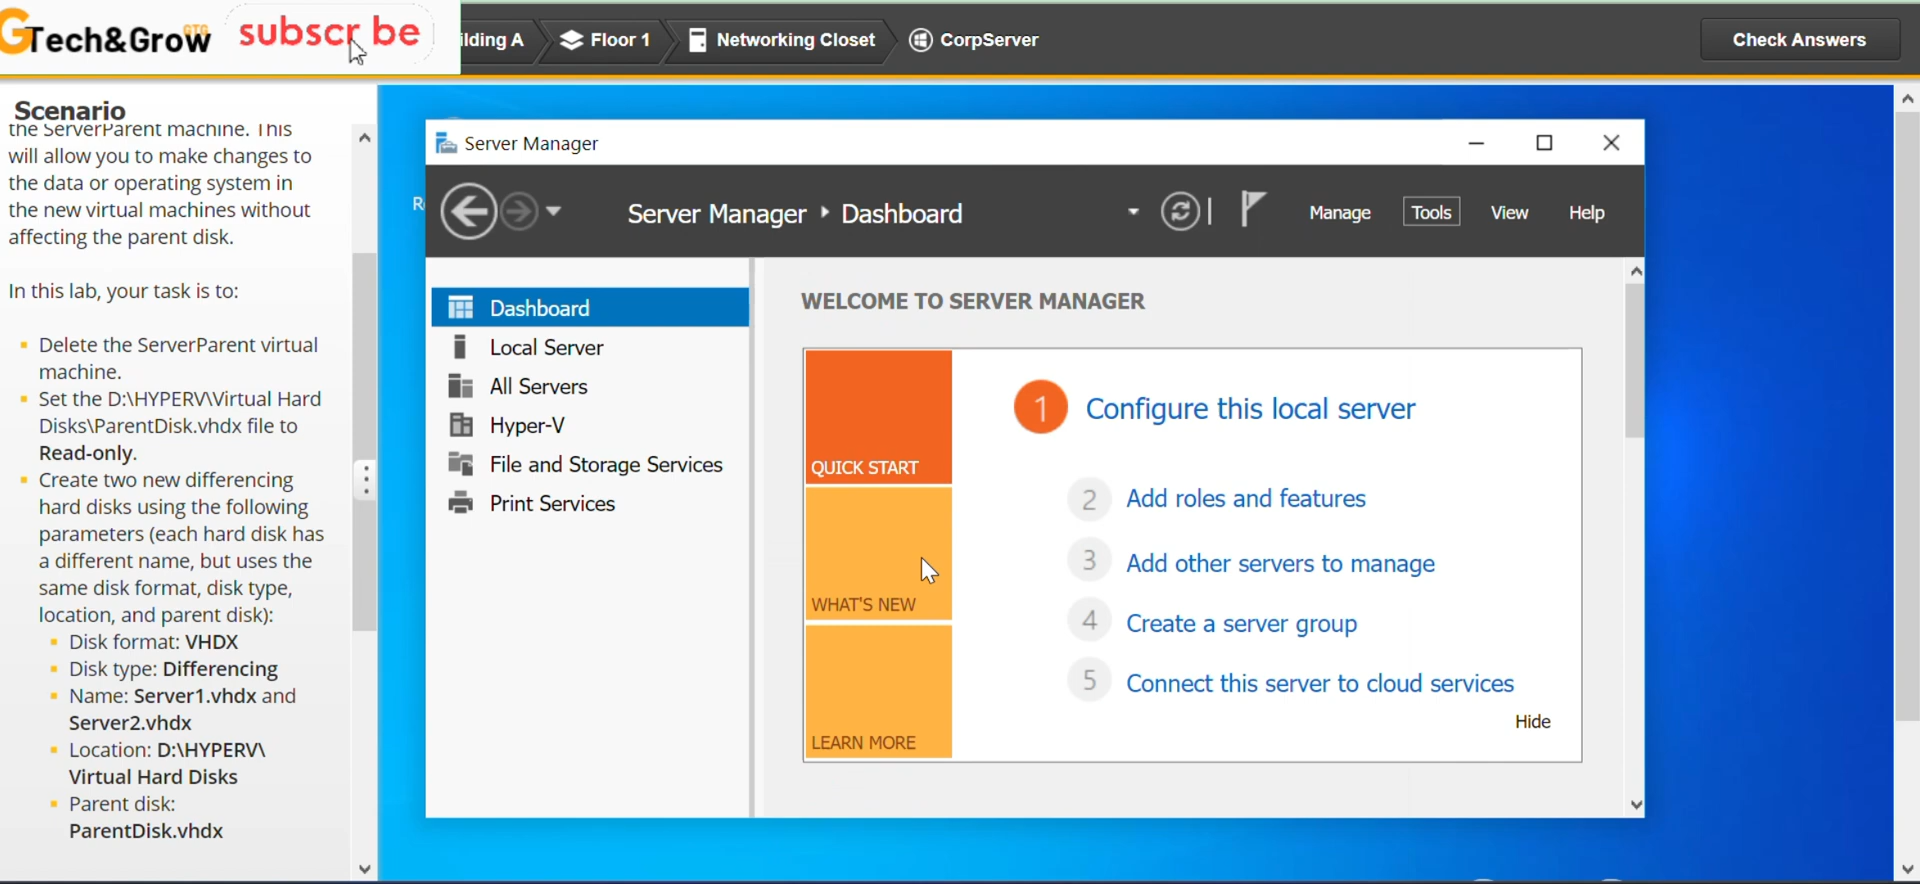 Tech&Grow
subscr be
ilding A
Floor 1
Networking Closet
CorpServer
Check Answers
Scenario
the ServerParent machine. This
will allow you to make changes to
the data or operating system in
the new virtual machines without
affecting the parent disk.
In this lab, your task is to:
Delete the ServerParent virtual
machine.
Set the D:\HYPERV\Virtual Hard
Disks\ParentDisk.vhdx file to
Read-only.
Create two new differencing
hard disks using the following
parameters (each hard disk has
a different name, but uses the
same disk format, disk type,
location, and parent disk):
Disk format: VHDX
Disk type: Differencing
Name: Server1.vhdx and
Server2.vhdx
Location: D:\HYPERV\
Virtual Hard Disks
Parent disk:
ParentDisk.vhdx
Server Manager
Server Manager Dashboard
Manage
Tools
View
Help
Dashboard
Local Server
All Servers
Hyper-V
File and Storage Services
Print Services
WELCOME TO SERVER MANAGER
QUICK START
WHAT'S NEW
LEARN MORE
1 Configure this local server
2 Add roles and features
3 Add other servers to manage
4 Create a server group
5 Connect this server to cloud services
Hide